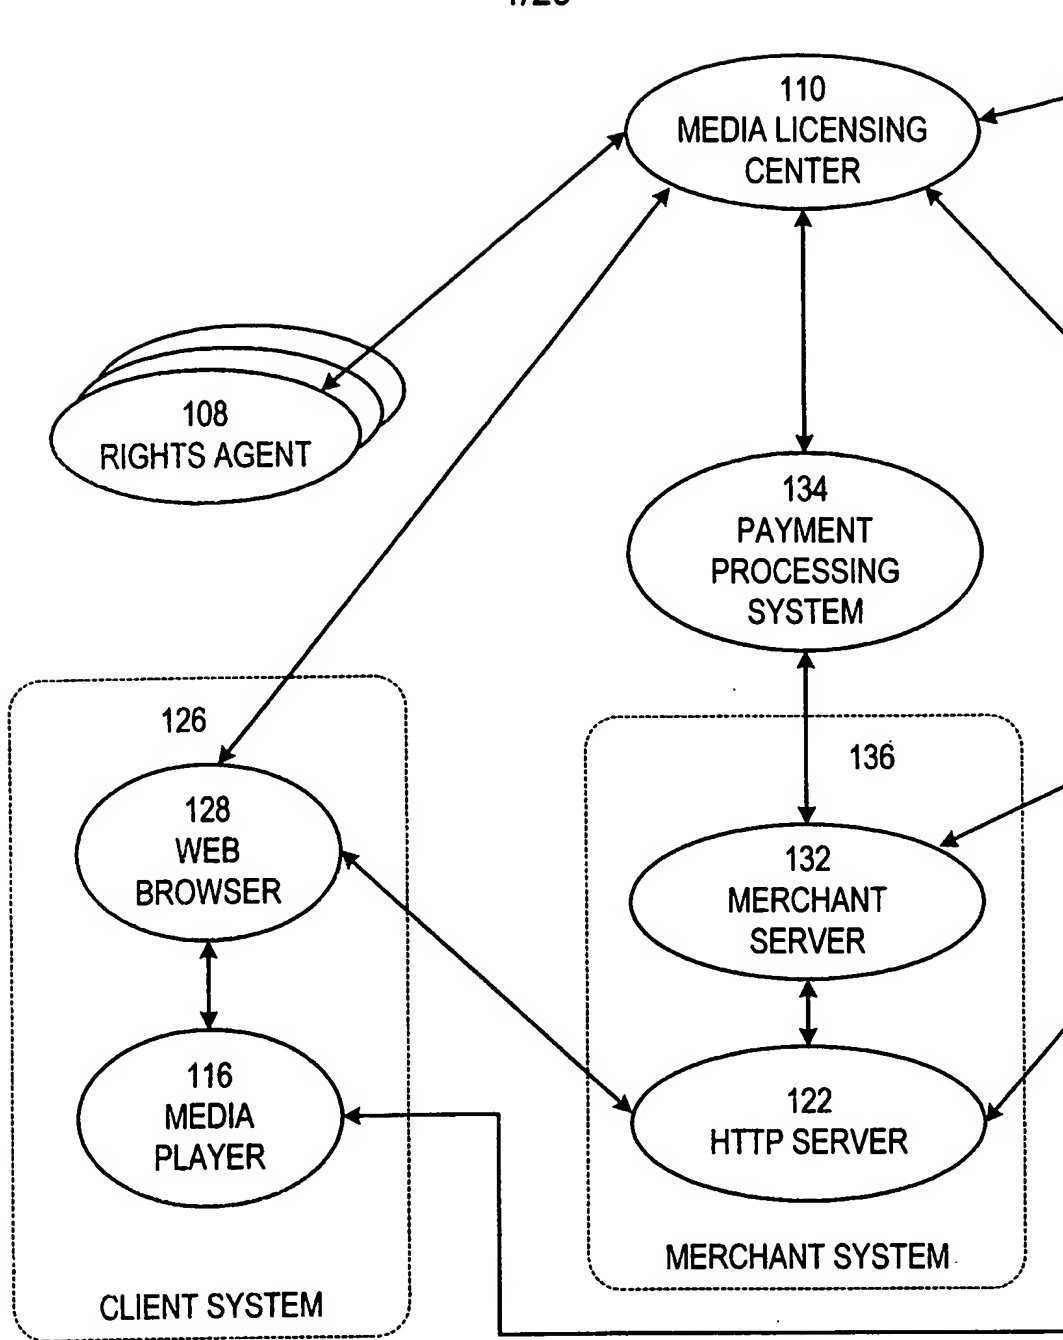 110
MEDIA LICENSING
CENTER
108
RIGHTS AGENT
134
PAYMENT
PROCESSING
SYSTEM
126
136
128
WEB
BROWSER
132
MERCHANT
SERVER
116
MEDIA
PLAYER
122
HTTP SERVER
MERCHANT SYSTEM
CLIENT SYSTEM